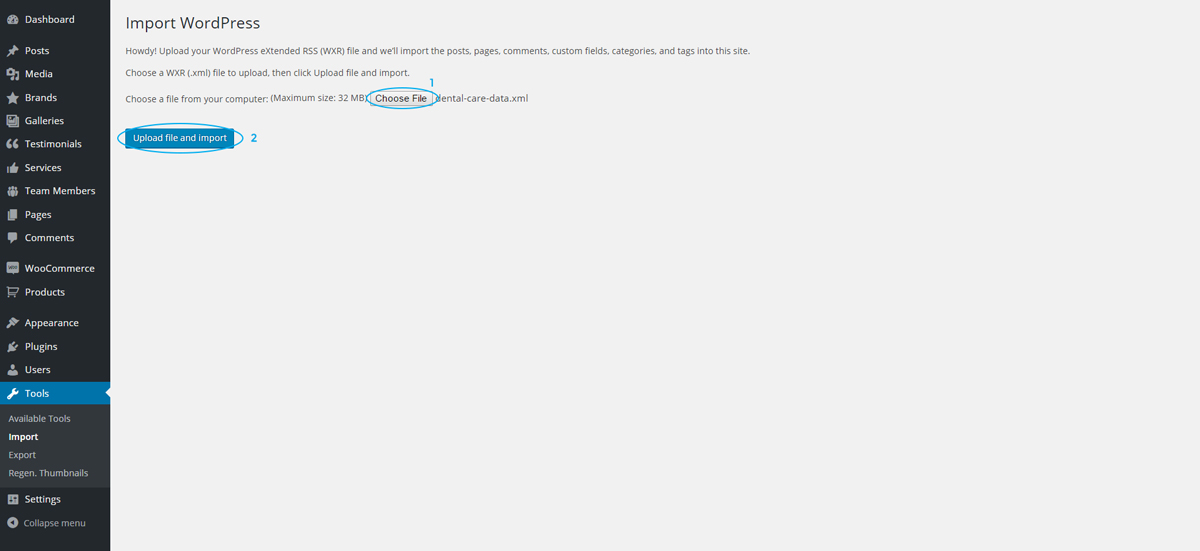 Dashboard
Posts
Media
Brands
Galleries
Testimonials
Services
Team Members
Pages
Comments
WooCommerce
Products
Appearance
Plugins
Users
Tools
Available Tools
Import
Export
Regen. Thumbnails
Settings
Collapse menu
Import WordPress
Howdy! Upload your WordPress eXtended RSS (WXR) file and we'll import the posts, pages, comments, custom fields, categories, and tags into this site.
Choose a WXR (.xml) file to upload, then click Upload file and import.
1
Choose a file from your computer: (Maximum size: 32 MB) Choose File dental-care-data.xml
Upload file and import 2